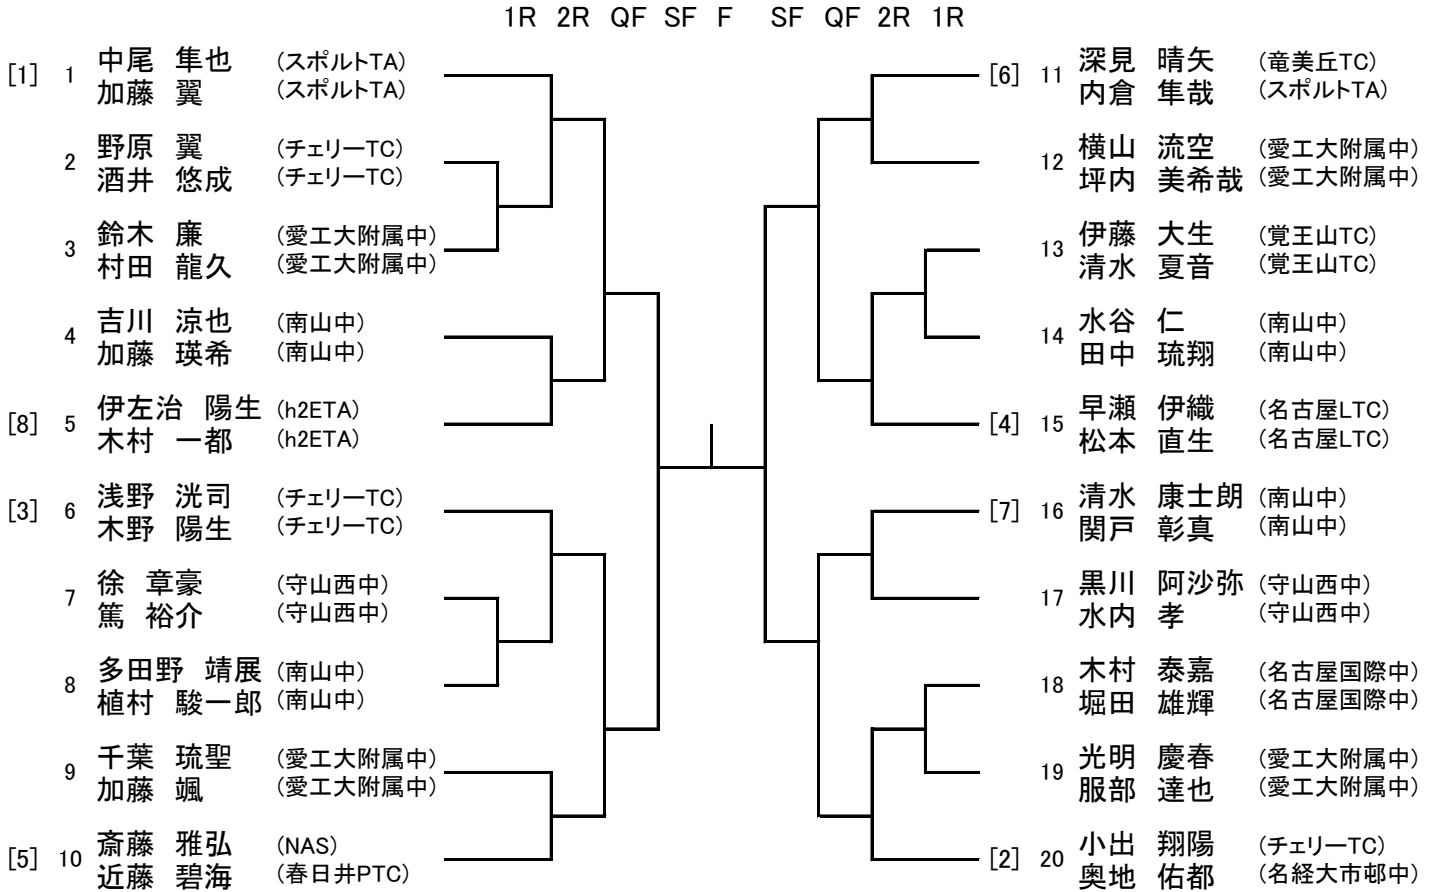 1R 2R QF SF F SF QF 2R 1R
[1] 1 中尾 隼也 (スポルトTA)
加藤 翼 (スポルトTA)
2 野原 翼 (チェリーTC)
酒井 悠成 (チェリーTC)
3 鈴木 廉 (愛工大附属中)
村田 龍久 (愛工大附属中)
4 吉川 涼也 (南山中)
加藤 瑛希 (南山中)
[8] 5 伊左治 陽生 (h2ETA)
木村 一都 (h2ETA)
[3] 6 浅野 洸司 (チェリーTC)
木野 陽生 (チェリーTC)
7 徐 章豪 (守山西中)
篤 裕介 (守山西中)
8 多田野 靖展 (南山中)
植村 駿一郎 (南山中)
9 千葉 琉聖 (愛工大附属中)
加藤 颯 (愛工大附属中)
[5] 10 斎藤 雅弘 (NAS)
近藤 碧海 (春日井PTC)
[6] 11 深見 晴矢 (竜美丘TC)
内倉 隼哉 (スポルトTA)
12 横山 流空 (愛工大附属中)
坪内 美希哉 (愛工大附属中)
13 伊藤 大生 (覚王山TC)
清水 夏音 (覚王山TC)
14 水谷 仁 (南山中)
田中 琉翔 (南山中)
[4] 15 早瀬 伊織 (名古屋LTC)
松本 直生 (名古屋LTC)
[7] 16 清水 康士朗 (南山中)
関戸 彰真 (南山中)
17 黒川 阿沙弥 (守山西中)
水内 孝 (守山西中)
18 木村 泰嘉 (名古屋国際中)
堀田 雄輝 (名古屋国際中)
19 光明 慶春 (愛工大附属中)
服部 達也 (愛工大附属中)
[2] 20 小出 翔陽 (チェリーTC)
奥地 佑都 (名経大市邨中)